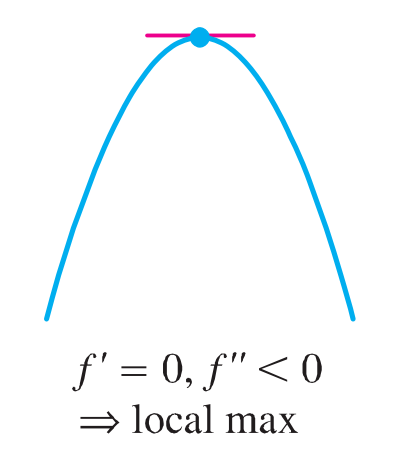 f′ = 0, f″ < 0
⇒ local max